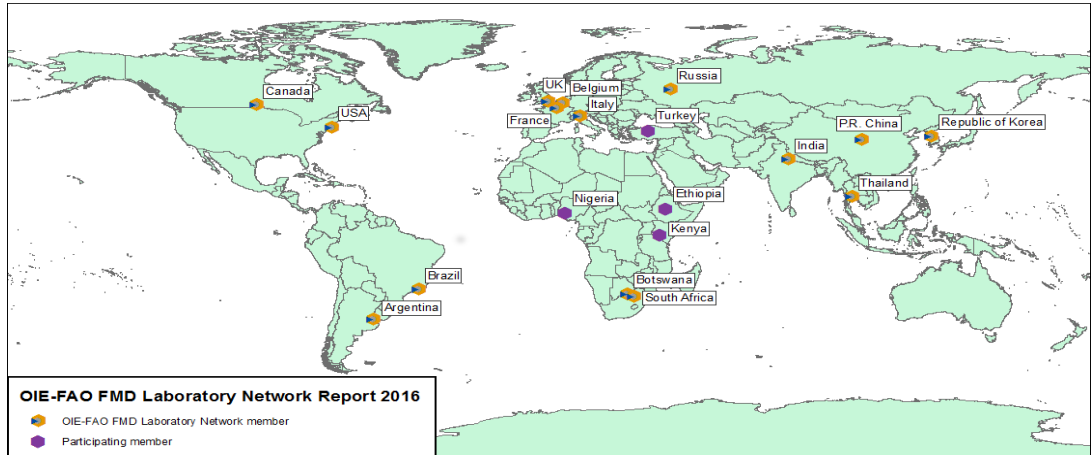 Canada
USA
UK
Belgium
Italy
France
Russia
Turkey
P.R. China
Republic of Korea
India
Thailand
Nigeria
Ethiopia
Kenya
Brazil
Argentina
Botswana
South Africa
OIE-FAO FMD Laboratory Network Report 2016
OIE-FAO FMD Laboratory Network member
Participating member